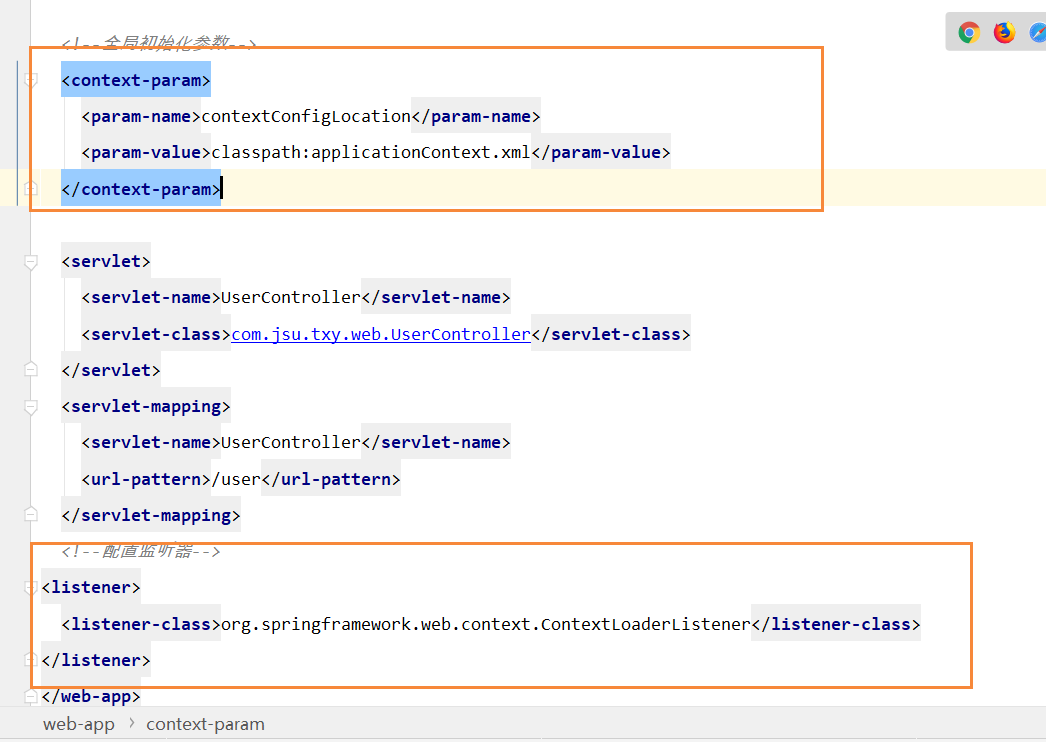 <!--全局初始化参数-->
<context-param>
<param-name>contextConfigLocation</param-name>
<param-value>classpath:applicationContext.xml</param-value>
</context-param>
<servlet>
<servlet-name>UserController</servlet-name>
<servlet-class>com.jsu.txy.web.UserController</servlet-class>
</servlet>
<servlet-mapping>
<servlet-name>UserController</servlet-name>
<url-pattern>/user</url-pattern>
</servlet-mapping>
<!--配置监听器-->
<listener>
<listener-class>org.springframework.web.context.ContextLoaderListener</listener-class>
</listener>
</web-app>
web-app › context-param